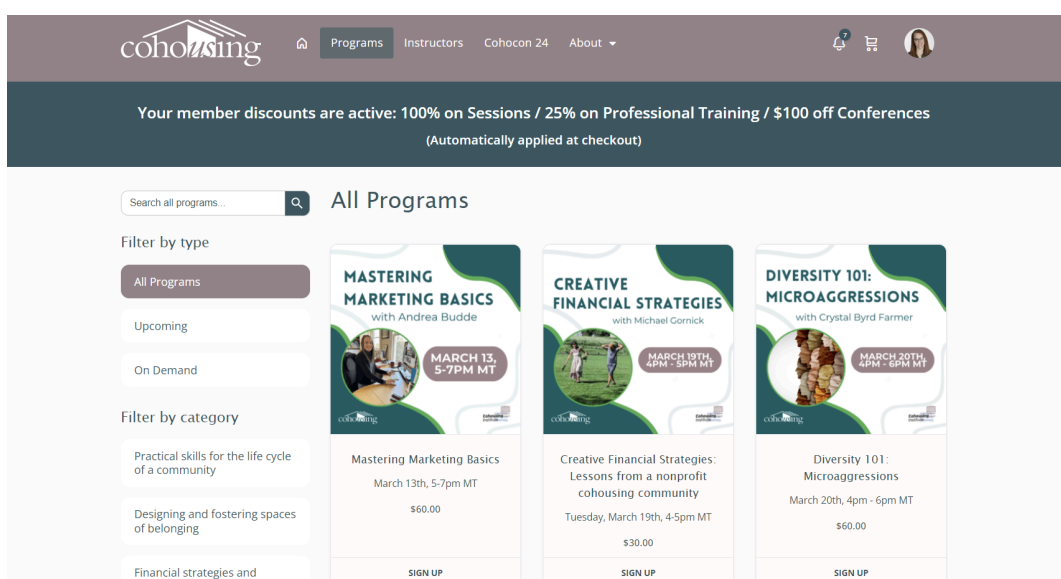 cohousing
Programs
Instructors
Cohocon 24
About
7
Your member discounts are active: 100% on Sessions / 25% on Professional Training / $100 off Conferences
(Automatically applied at checkout)
Search all programs...
All Programs
Filter by type
All Programs
Upcoming
On Demand
Filter by category
Practical skills for the life cycle
of a community
Designing and fostering spaces
of belonging
Financial strategies and
MASTERING
MARKETING BASICS
with Andrea Budde
MARCH 13,
5-7PM MT
cohousing
Mastering Marketing Basics
March 13th, 5-7pm MT
$60.00
SIGN UP
CREATIVE
FINANCIAL STRATEGIES
with Michael Gornick
MARCH 19TH,
4PM - 5PM MT
cohousing
Creative Financial Strategies:
Lessons from a nonprofit
cohousing community
Tuesday, March 19th, 4-5pm MT
$30.00
SIGN UP
DIVERSITY 101:
MICROAGGRESSIONS
with Crystal Byrd Farmer
MARCH 20TH,
4PM - 6PM MT
cohousing
Diversity 101:
Microaggressions
March 20th, 4pm - 6pm MT
$60.00
SIGN UP